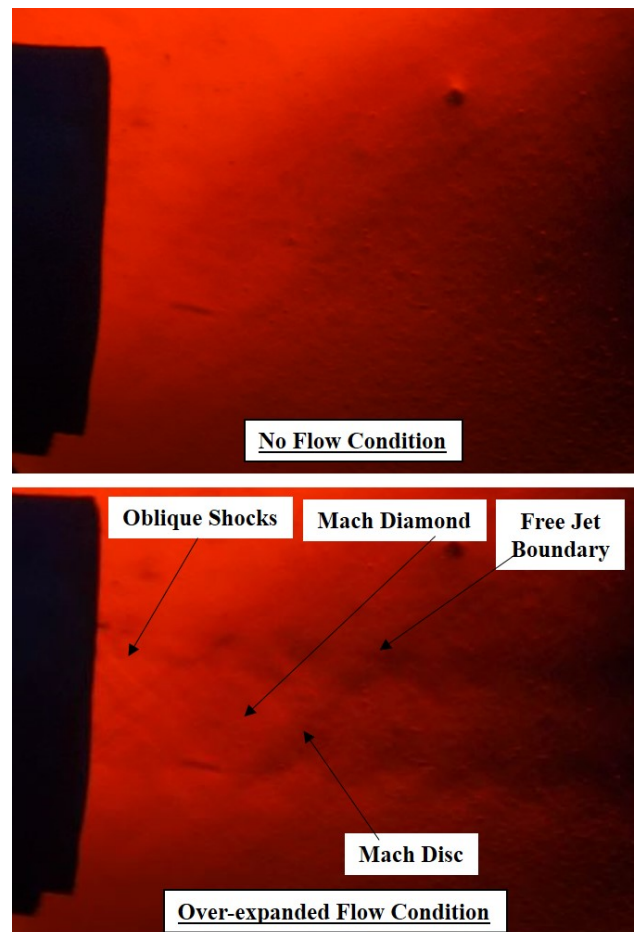 No Flow Condition
Oblique Shocks
Mach Diamond
Free Jet
Boundary
Mach Disc
Over-expanded Flow Condition